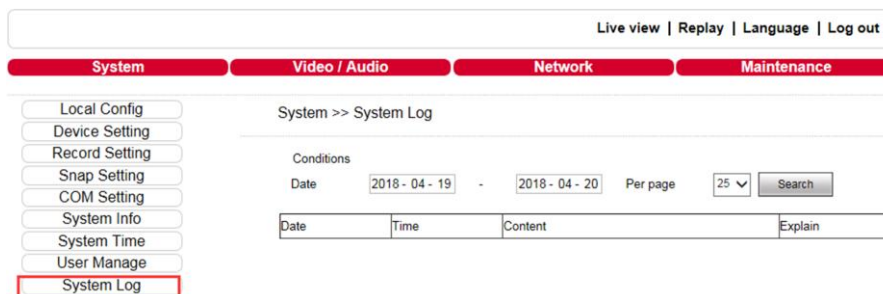 Live view | Replay | Language | Log out
System Video / Audio Network Maintenance
Local Config
Device Setting
Record Setting
Snap Setting
COM Setting
System Info
System Time
User Manage
System Log
System >> System Log
Conditions
Date 2018 - 04 - 19 - 2018 - 04 - 20 Per page 25 Search
Date Time Content Explain